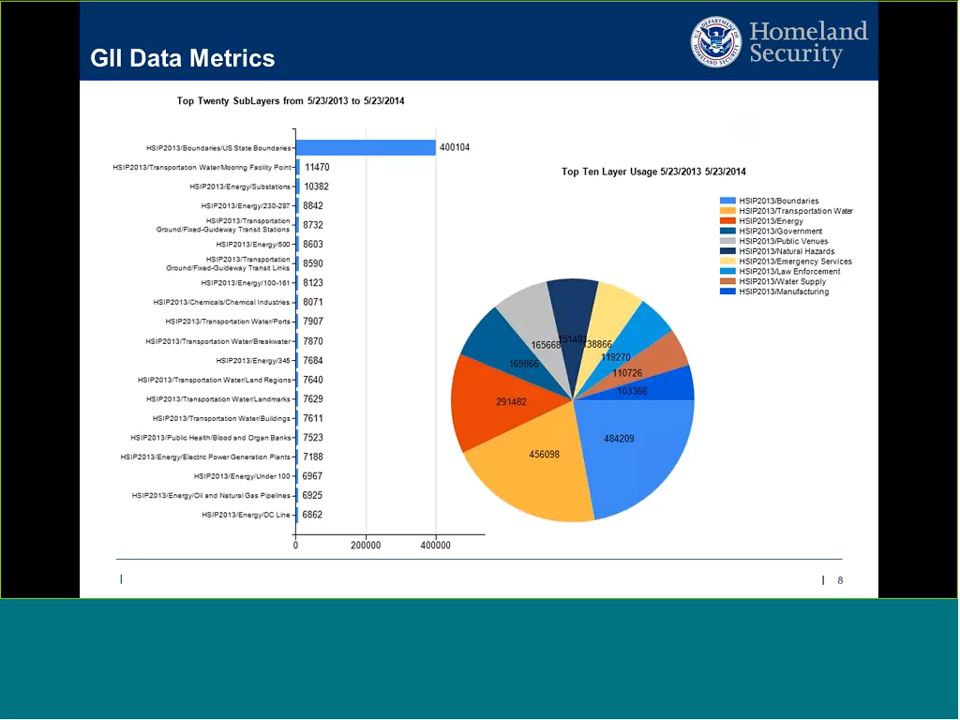 GII Data Metrics
U.S. DEPARTMENT OF
HOMELAND SECURITY
Homeland
Security
Top Twenty SubLayers from 5/23/2013 to 5/23/2014
HSIP2013/Boundaries/US State Boundaries 400104
HSIP2013/Transportation Water/Mooring Facility Point 11470
HSIP2013/Energy/Substations 10382
HSIP2013/Energy/230-287 8842
HSIP2013/Transportation
Ground/Fixed-Guideway Transit Stations 8732
HSIP2013/Energy/500 8603
HSIP2013/Transportation
Ground/Fixed-Guideway Transit Links 8590
HSIP2013/Energy/100-161 8123
HSIP2013/Chemicals/Chemical Industries 8071
HSIP2013/Transportation Water/Ports 7907
HSIP2013/Transportation Water/Breakwater 7870
HSIP2013/Energy/345 7684
HSIP2013/Transportation Water/Land Regions 7640
HSIP2013/Transportation Water/Landmarks 7629
HSIP2013/Transportation Water/Buildings 7611
HSIP2013/Public Health/Blood and Organ Banks 7523
HSIP2013/Energy/Electric Power Generation Plants 7188
HSIP2013/Energy/Under 100 6967
HSIP2013/Energy/Oil and Natural Gas Pipelines 6925
HSIP2013/Energy/DC Line 6862
0 200000 400000
Top Ten Layer Usage 5/23/2013 5/23/2014
HSIP2013/Boundaries
HSIP2013/Transportation Water
HSIP2013/Energy
HSIP2013/Government
HSIP2013/Public Venues
HSIP2013/Natural Hazards
HSIP2013/Emergency Services
HSIP2013/Law Enforcement
HSIP2013/Water Supply
HSIP2013/Manufacturing
165668
138866
119270
169866
110726
103366
291482
484209
456098
| | 8